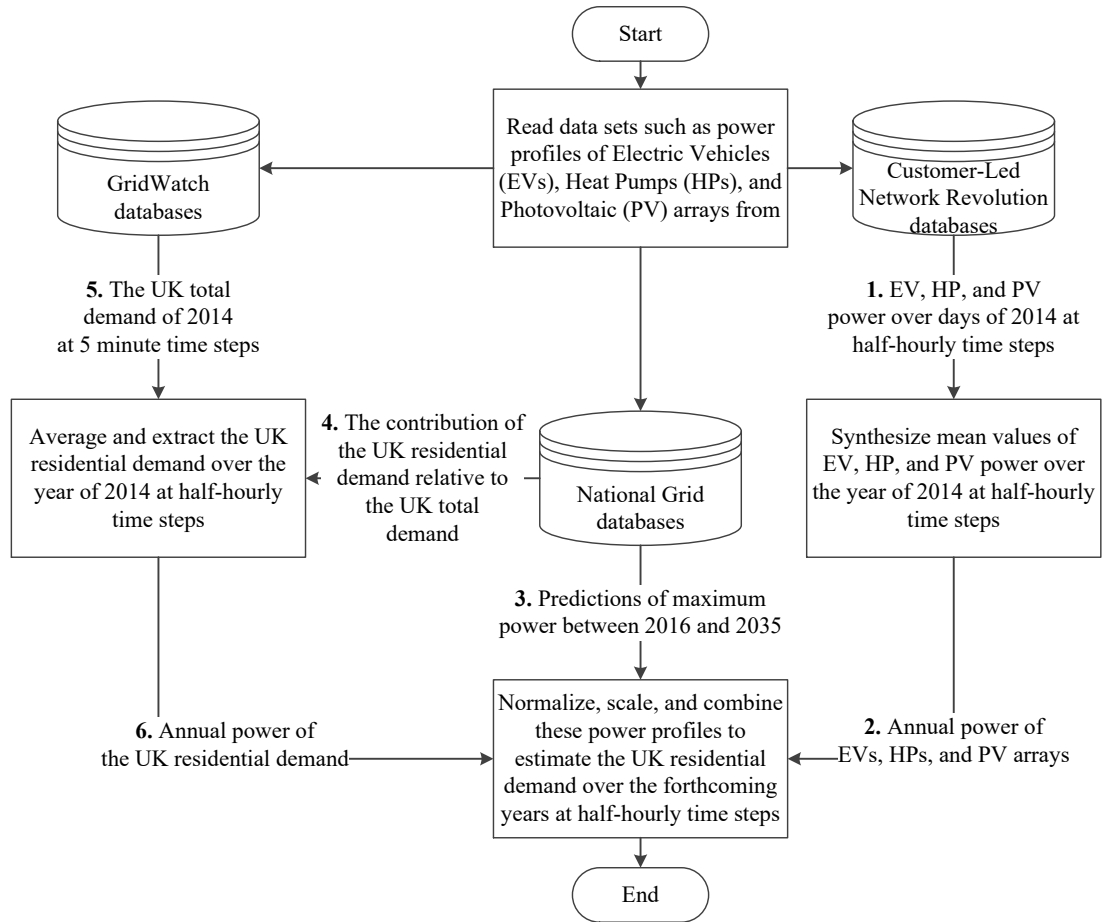 Start
Read data sets such as power
profiles of Electric Vehicles
(EVs), Heat Pumps (HPs), and
Photovoltaic (PV) arrays from
GridWatch
databases
Customer-Led
Network Revolution
databases
5. The UK total
demand of 2014
at 5 minute time steps
1. EV, HP, and PV
power over days of 2014 at
half-hourly time steps
Average and extract the UK
residential demand over the
year of 2014 at half-hourly
time steps
4. The contribution of
the UK residential
demand relative to
the UK total
demand
National Grid
databases
Synthesize mean values of
EV, HP, and PV power over
the year of 2014 at half-hourly
time steps
3. Predictions of maximum
power between 2016 and 2035
6. Annual power of
the UK residential demand
Normalize, scale, and combine
these power profiles to
estimate the UK residential
demand over the forthcoming
years at half-hourly time steps
2. Annual power of
EVs, HPs, and PV arrays
End